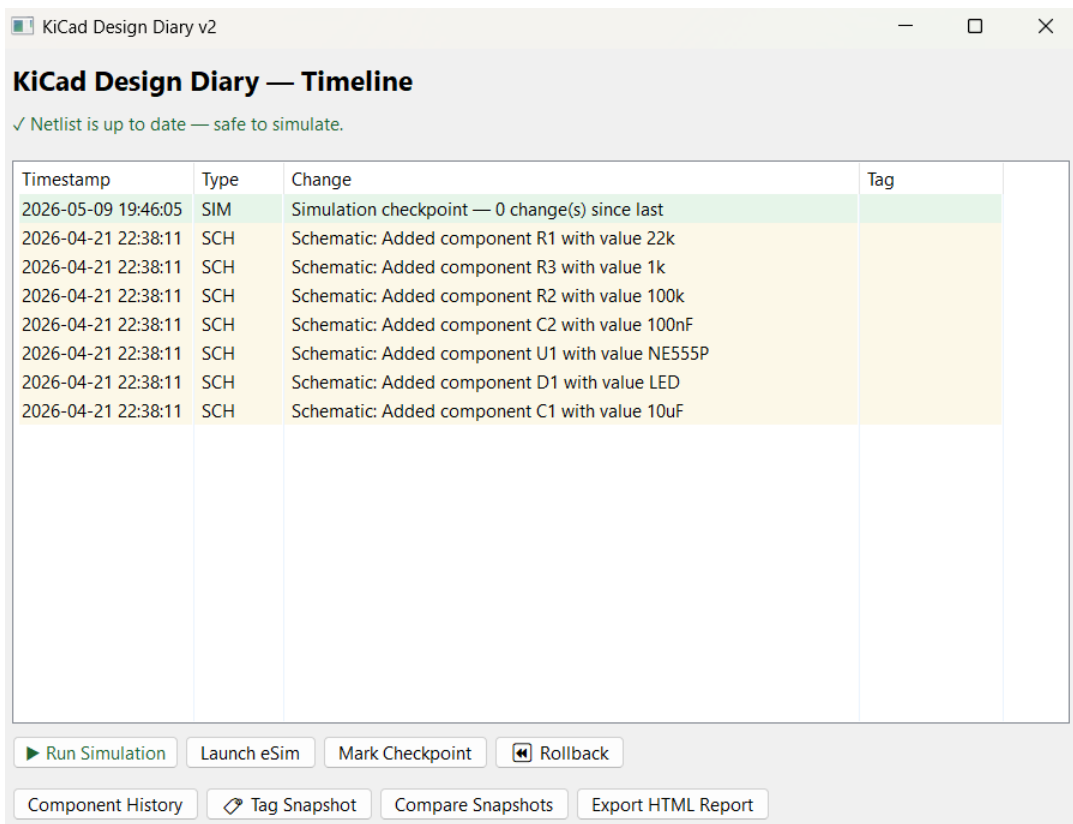 KiCad Design Diary v2
KiCad Design Diary — Timeline
✓ Netlist is up to date — safe to simulate.
Timestamp Type Change Tag
2026-05-09 19:46:05 SIM Simulation checkpoint — 0 change(s) since last
2026-04-21 22:38:11 SCH Schematic: Added component R1 with value 22k
2026-04-21 22:38:11 SCH Schematic: Added component R3 with value 1k
2026-04-21 22:38:11 SCH Schematic: Added component R2 with value 100k
2026-04-21 22:38:11 SCH Schematic: Added component C2 with value 100nF
2026-04-21 22:38:11 SCH Schematic: Added component U1 with value NE555P
2026-04-21 22:38:11 SCH Schematic: Added component D1 with value LED
2026-04-21 22:38:11 SCH Schematic: Added component C1 with value 10uF
▶ Run Simulation Launch eSim Mark Checkpoint ⏪ Rollback
Component History 🏷 Tag Snapshot Compare Snapshots Export HTML Report